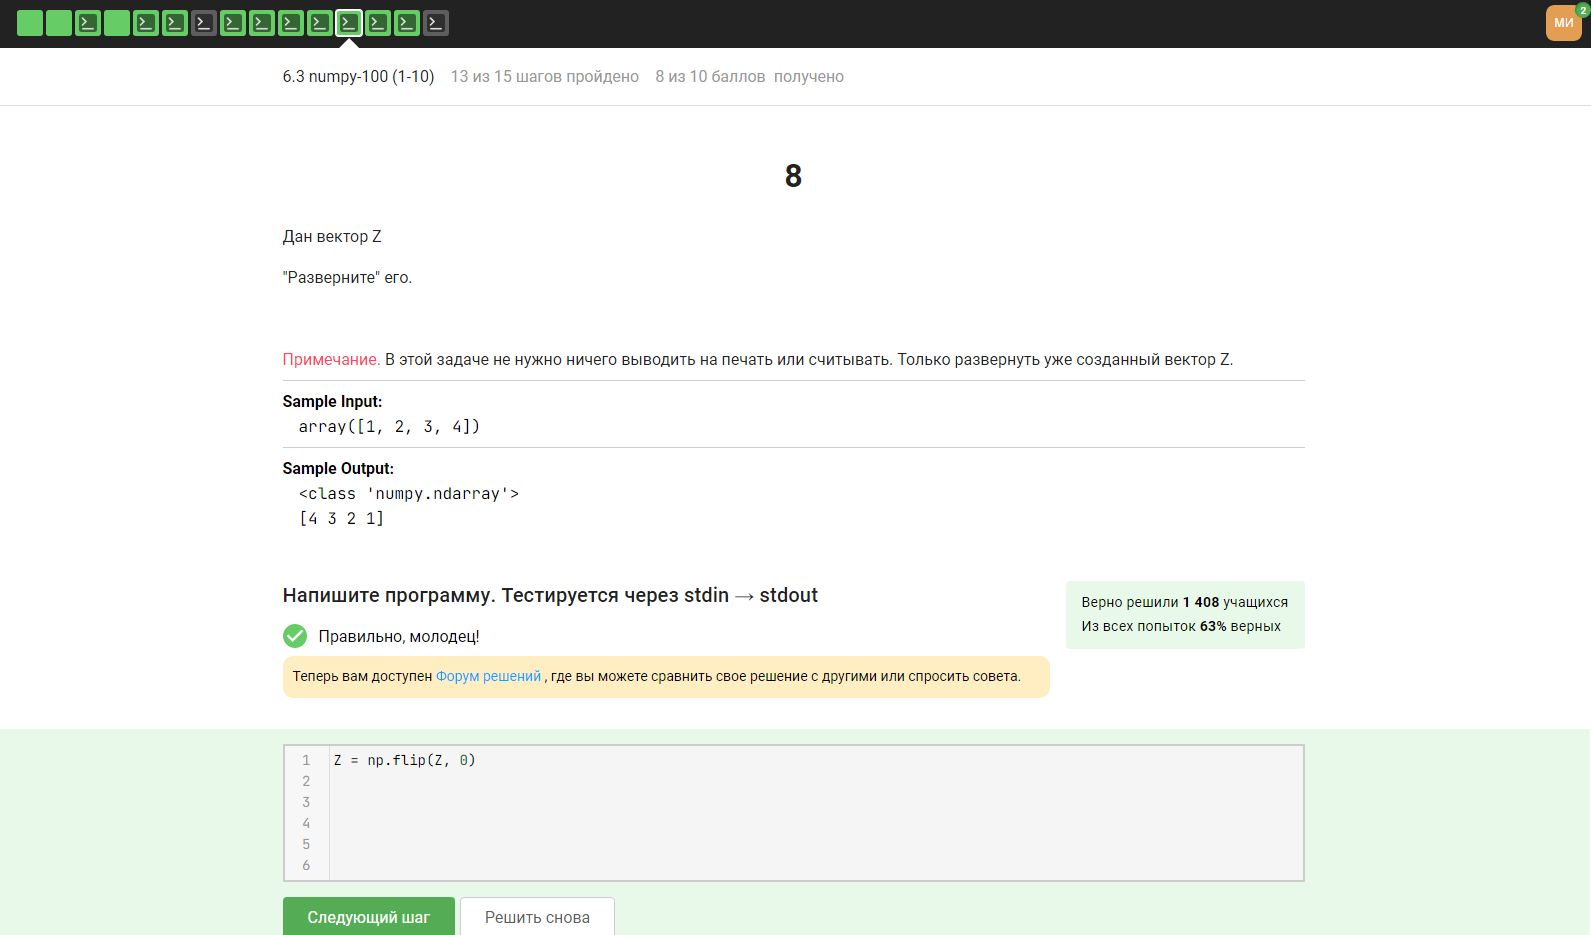 МИ
2
6.3 numpy-100 (1-10) 13 из 15 шагов пройдено 8 из 10 баллов получено
8
Дан вектор Z
"Разверните" его.
Примечание. В этой задаче не нужно ничего выводить на печать или считывать. Только развернуть уже созданный вектор Z.
Sample Input:
array([1, 2, 3, 4])
Sample Output:
<class 'numpy.ndarray'>
[4 3 2 1]
Напишите программу. Тестируется через stdin → stdout
Верно решили 1 408 учащихся
Из всех попыток 63% верных
Правильно, молодец!
Теперь вам доступен Форум решений , где вы можете сравнить свое решение с другими или спросить совета.
1 Z = np.flip(Z, 0)
2
3
4
5
6
Следующий шаг Решить снова